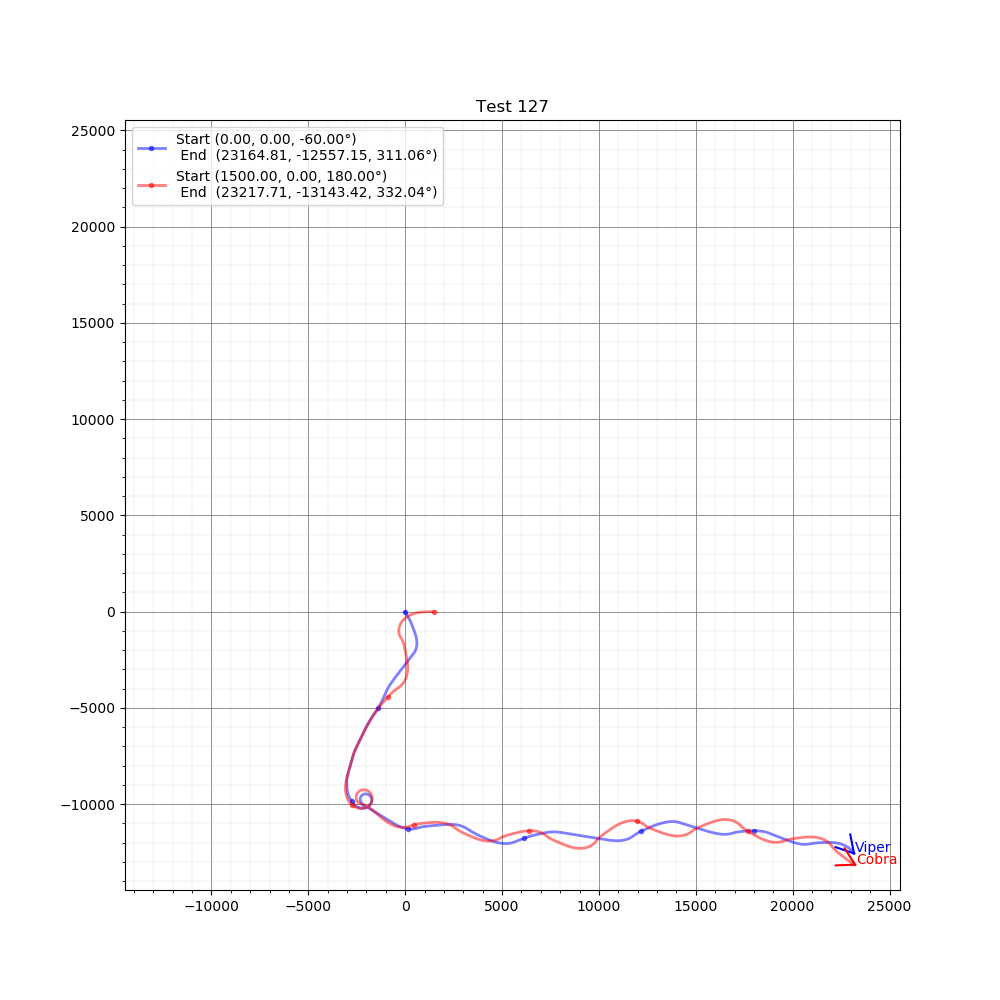 Test 127
Start (0.00, 0.00, -60.00°)
End  (23164.81, -12557.15, 311.06°)
Start (1500.00, 0.00, 180.00°)
End  (23217.71, -13143.42, 332.04°)
25000
20000
15000
10000
5000
0
−5000
−10000
Viper
Cobra
−10000 −5000 0 5000 10000 15000 20000 25000